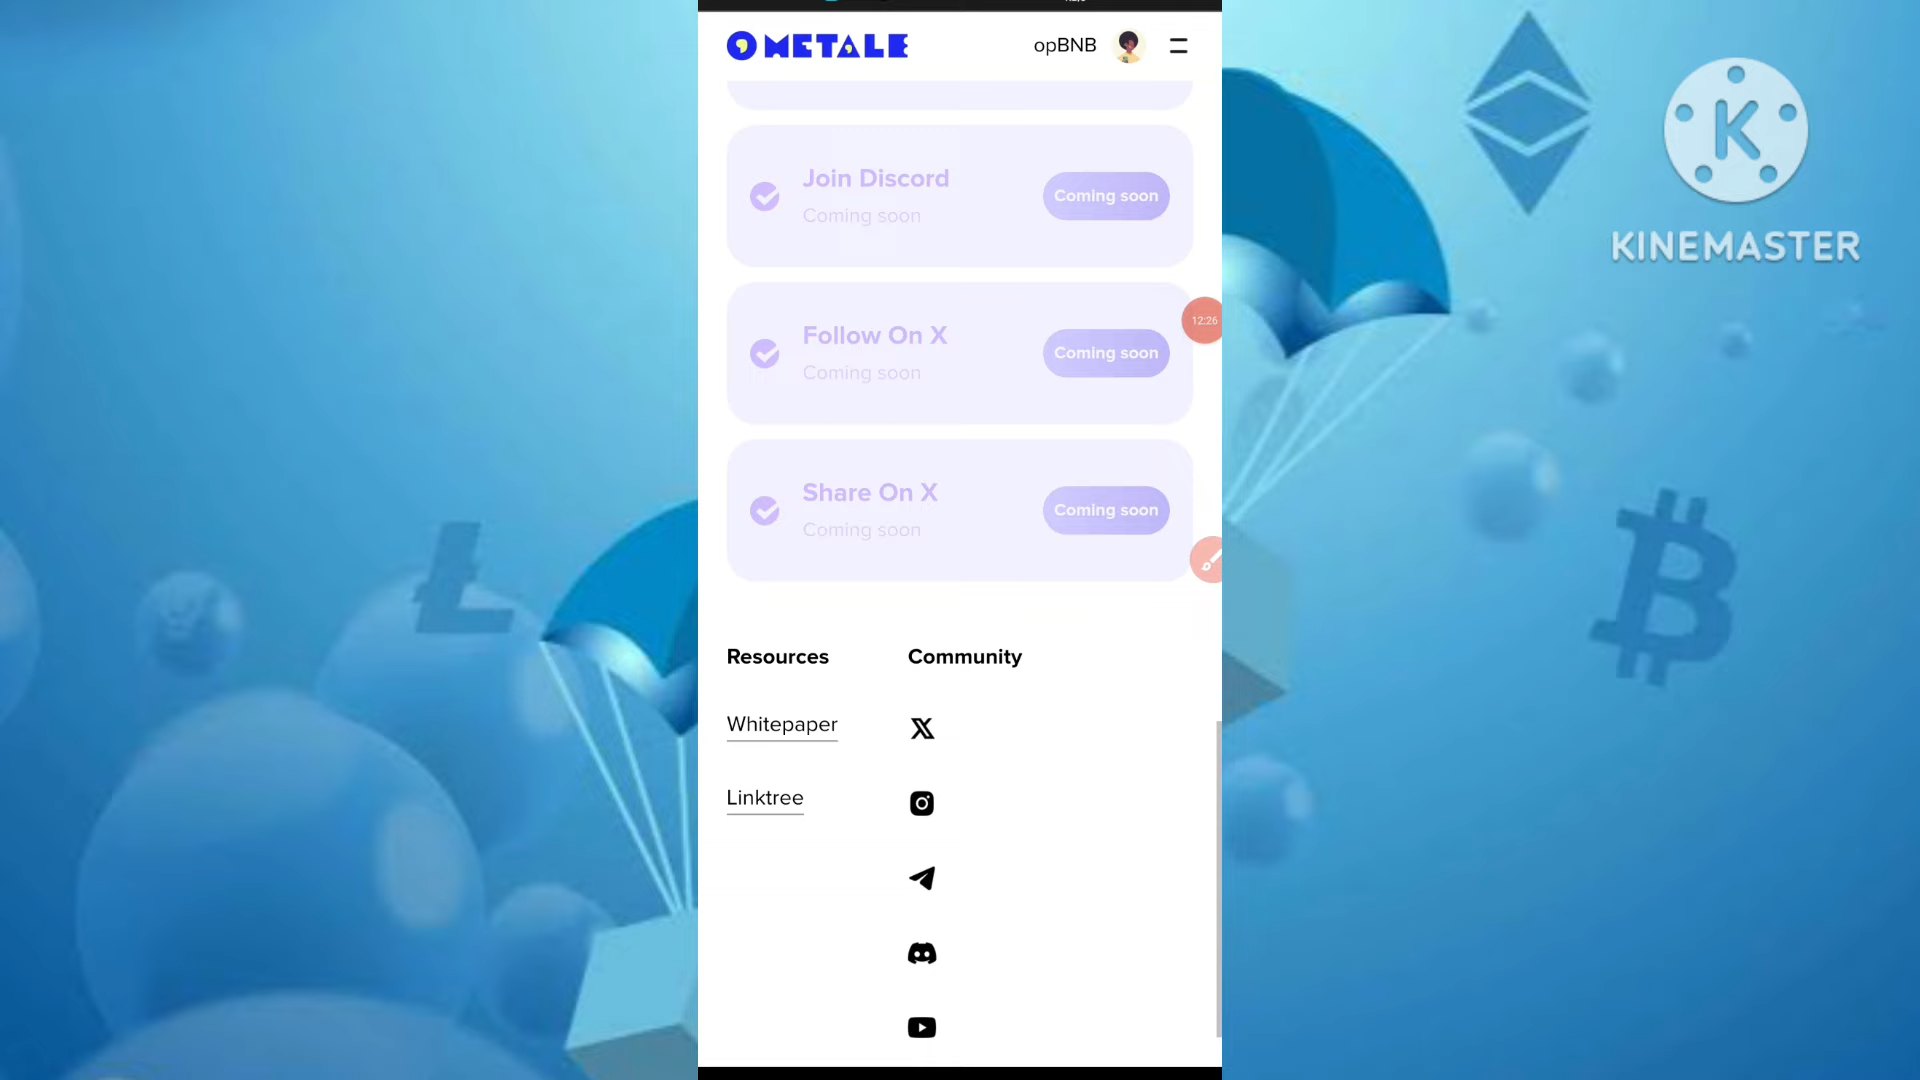 METALE
opBNB
Join Discord
Coming soon
Coming soon
Follow On X
Coming soon
Coming soon
12:26
Share On X
Coming soon
Coming soon
Resources
Community
Whitepaper
Linktree
K
KINEMASTER